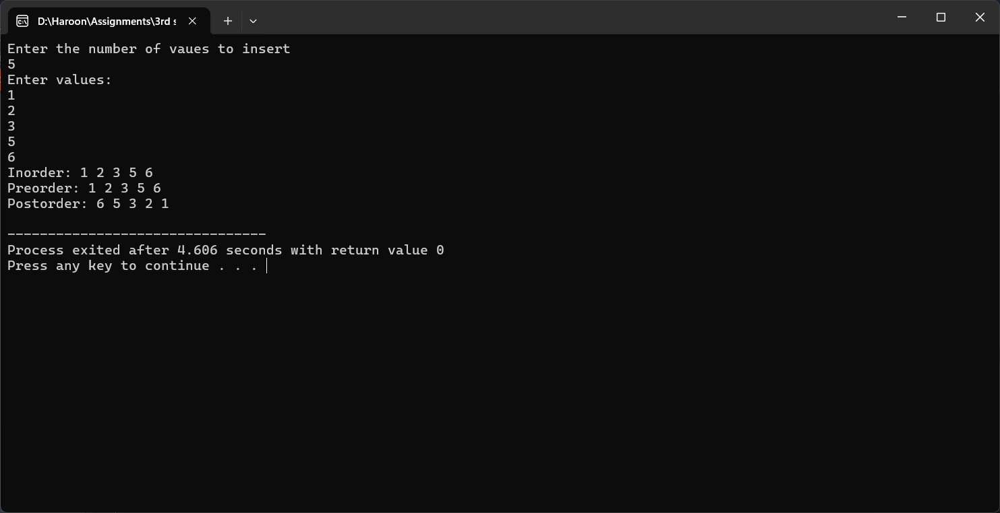 D:\Haroon\Assignments\3rd s
Enter the number of vaues to insert
5
Enter values:
1
2
3
5
6
Inorder: 1 2 3 5 6
Preorder: 1 2 3 5 6
Postorder: 6 5 3 2 1
--------------------------------
Process exited after 4.606 seconds with return value 0
Press any key to continue . . .